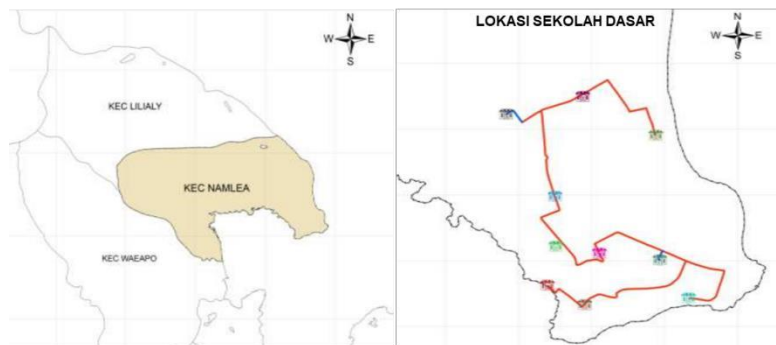 N
W E
S
KEC LILIALY
KEC NAMLEA
KEC WAEAPO
LOKASI SEKOLAH DASAR
N
W E
S